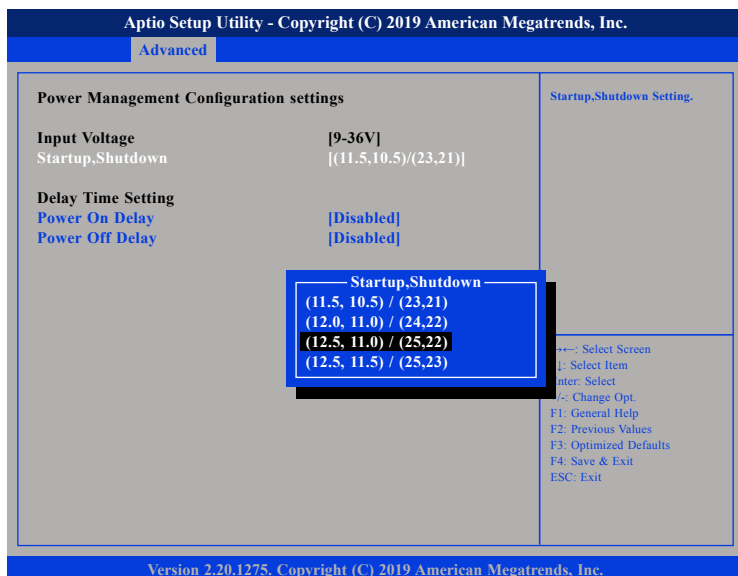 Aptio Setup Utility - Copyright (C) 2019 American Megatrends, Inc.
Advanced
Power Management Configuration settings
Input Voltage [9-36V]
Startup,Shutdown [(11.5,10.5)/(23,21)]
Delay Time Setting
Power On Delay [Disabled]
Power Off Delay [Disabled]
Startup,Shutdown
(11.5, 10.5) / (23,21)
(12.0, 11.0) / (24,22)
(12.5, 11.0) / (25,22)
(12.5, 11.5) / (25,23)
Startup,Shutdown Setting.
→←: Select Screen
↓: Select Item
nter: Select
/-: Change Opt.
F1: General Help
F2: Previous Values
F3: Optimized Defaults
F4: Save & Exit
ESC: Exit
Version 2.20.1275. Copyright (C) 2019 American Megatrends, Inc.